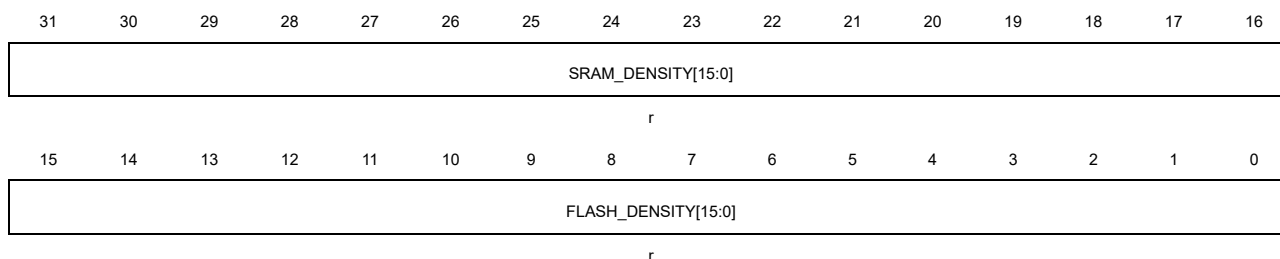 31 30 29 28 27 26 25 24 23 22 21 20 19 18 17 16
SRAM_DENSITY[15:0]
r
15 14 13 12 11 10 9 8 7 6 5 4 3 2 1 0
FLASH_DENSITY[15:0]
r